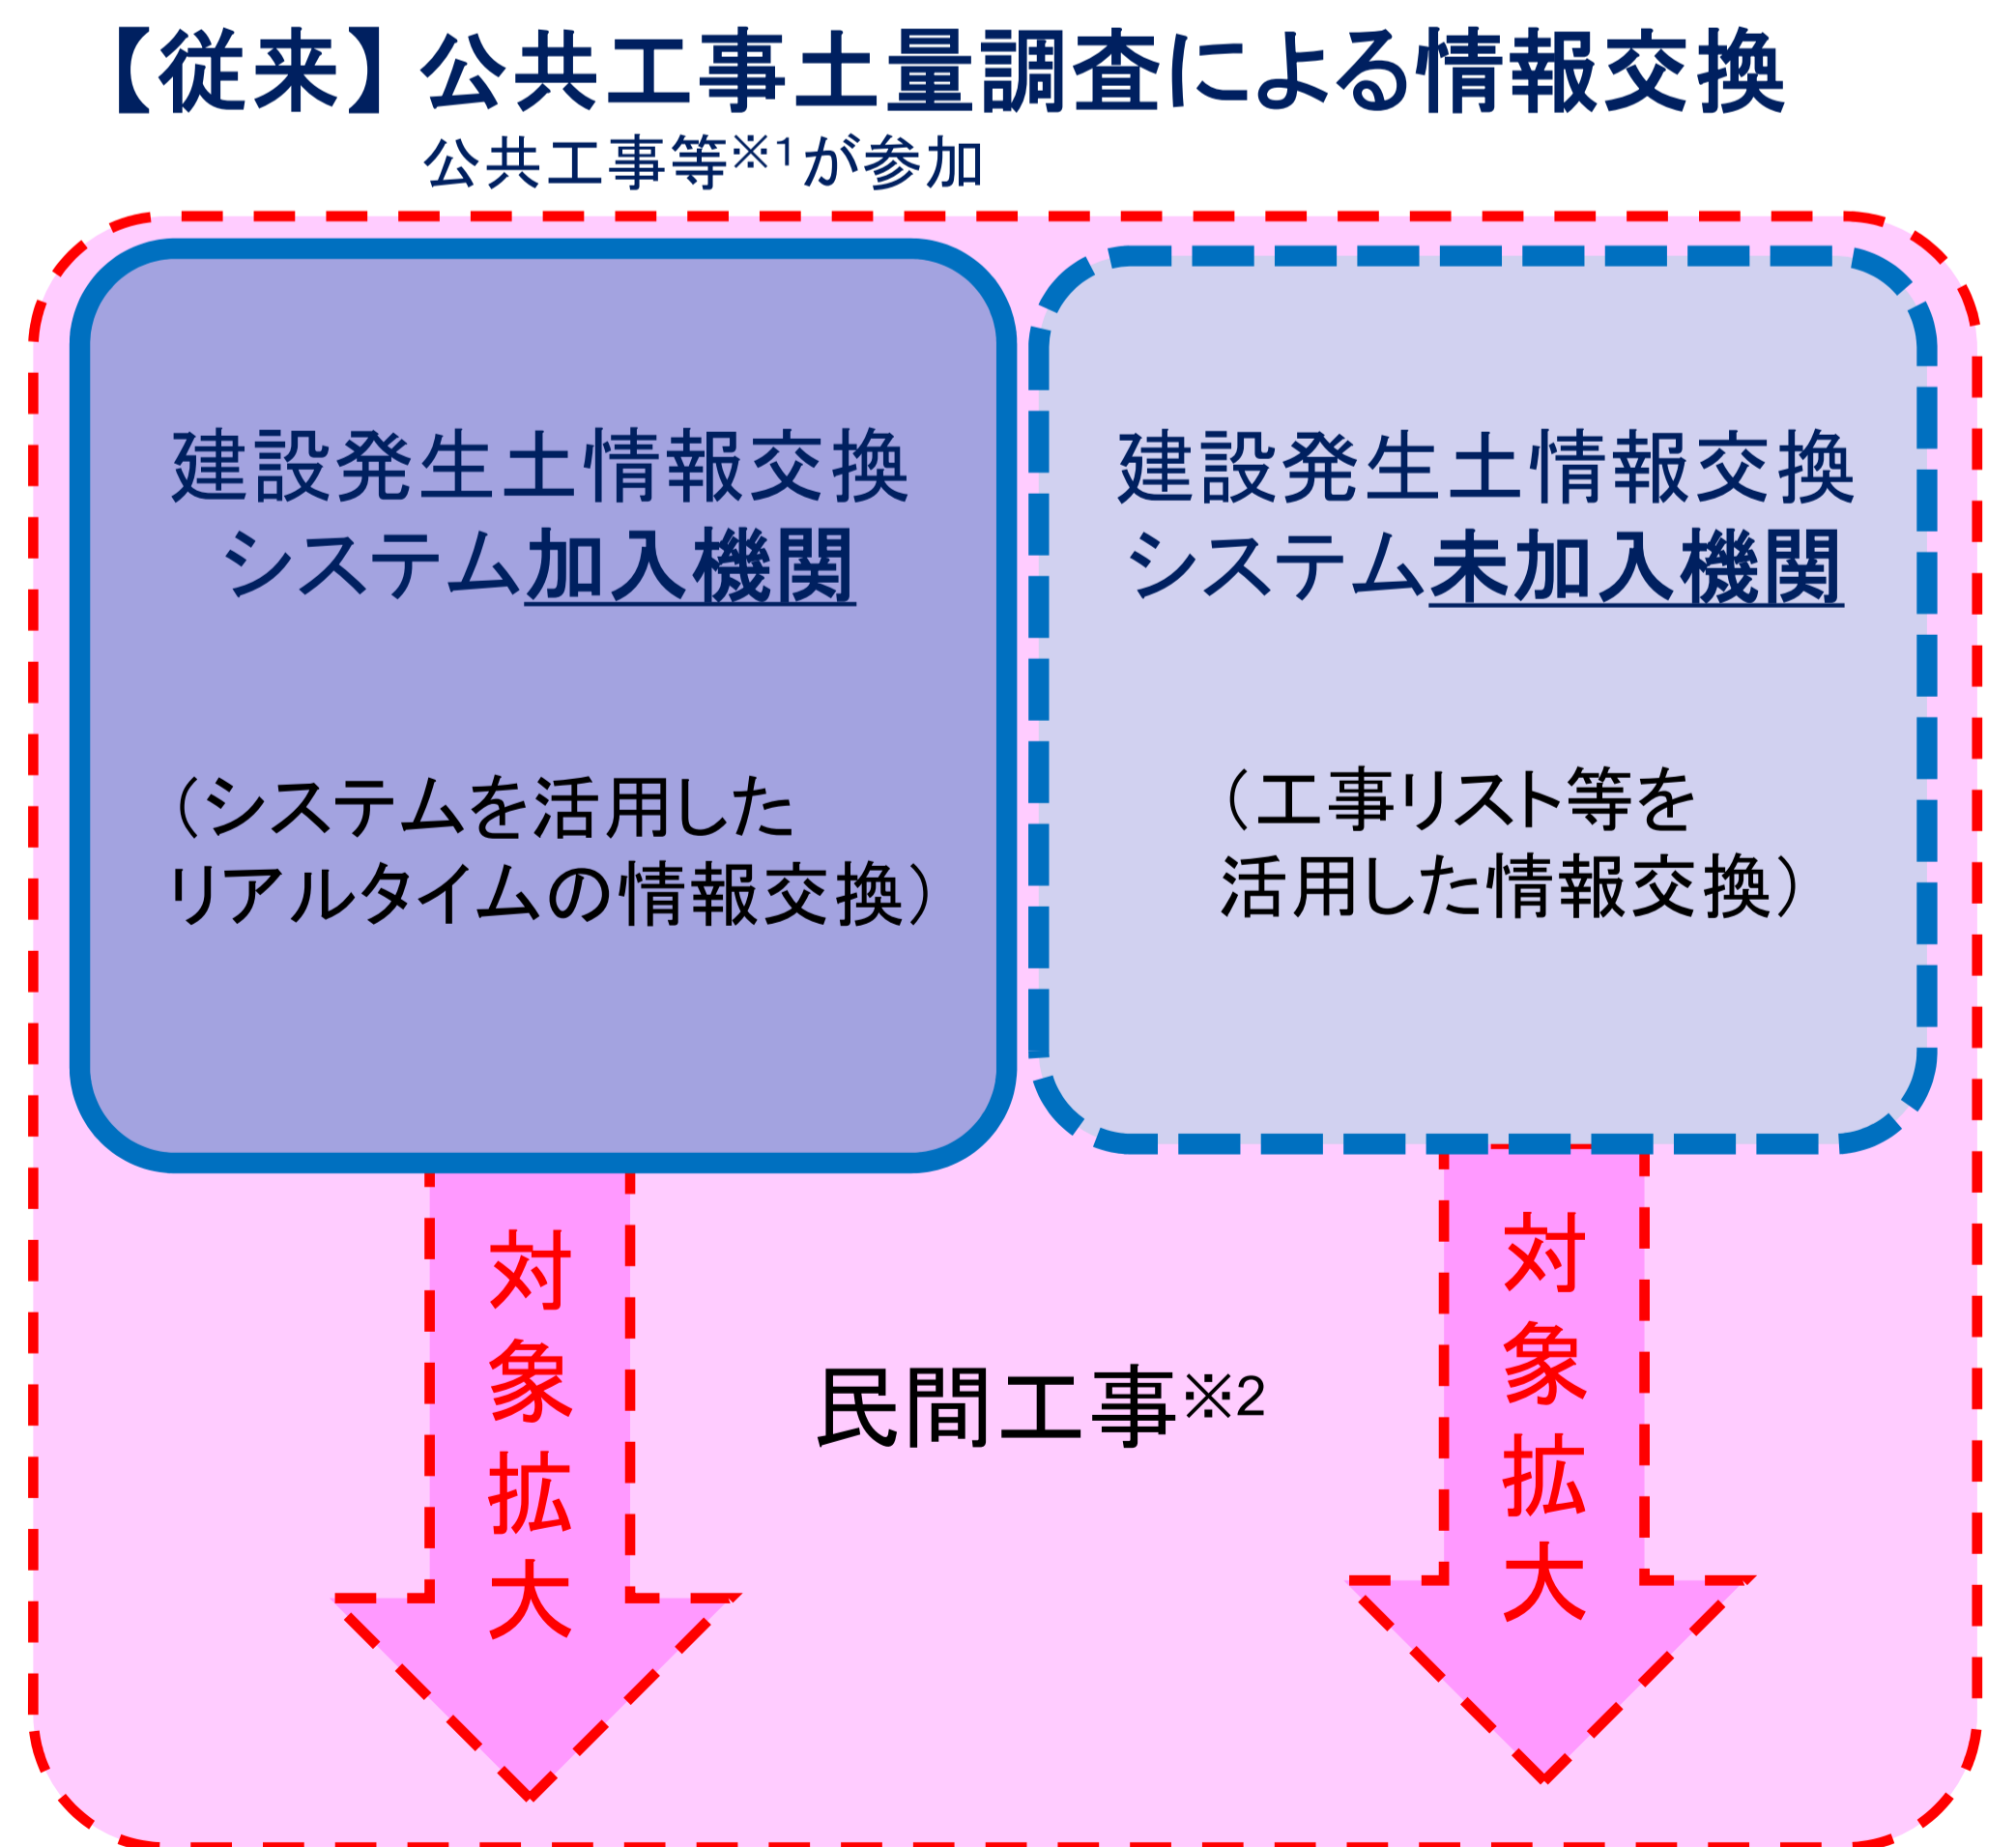 【従来】公共工事土量調査による情報交換
公共工事等※1が参加
建設発生土情報交換
システム加入機関
（システムを活用した
リアルタイムの情報交換）
建設発生土情報交換
システム未加入機関
（工事リスト等を
活用した情報交換）
対象拡大
民間工事※2
対象拡大